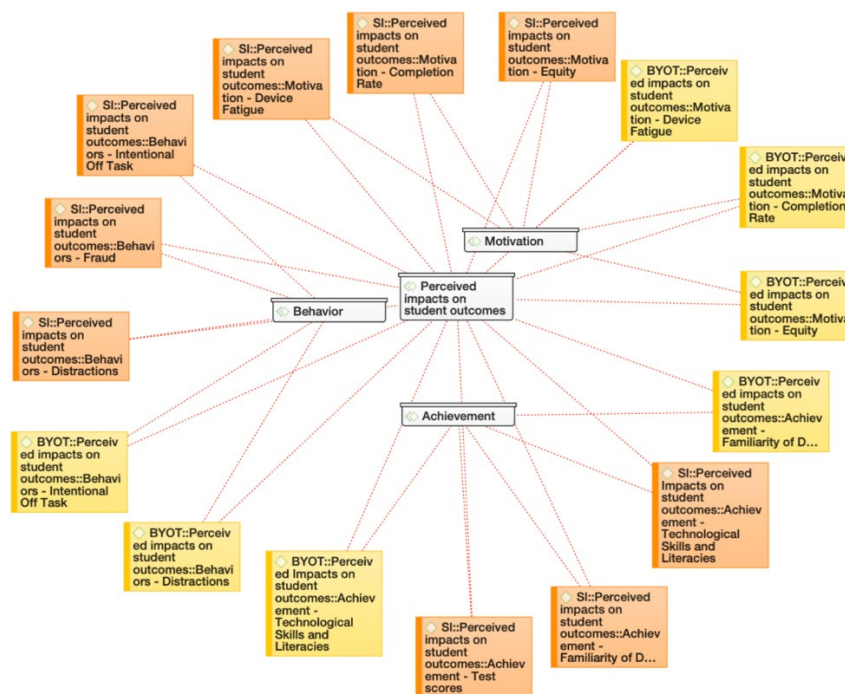 SI::Perceived
impacts on
student
outcomes::Motiva
tion - Completion
Rate
SI::Perceived
impacts on
student
outcomes::Motiva
tion - Equity
SI::Perceived
impacts on
student
outcomes::Motiva
tion - Device
Fatigue
BYOT::Perceiv
ed impacts on
student
outcomes::Motiva
tion - Device
Fatigue
SI::Perceived
impacts on
student
outcomes::Behav
iors - Intentional
Off Task
BYOT::Perceiv
ed impacts on
student
outcomes::Motiva
tion - Completion
Rate
SI::Perceived
impacts on
student
outcomes::Behavi
ors - Fraud
Motivation
Perceived
impacts on
student outcomes
Behavior
BYOT::Perceiv
ed impacts on
student
outcomes::Motiva
tion - Equity
SI::Perceived
impacts on
student
outcomes::Behavi
ors - Distractions
Achievement
BYOT::Perceiv
ed impacts on
student
outcomes::Achiev
ement -
Familiarity of D...
BYOT::Perceiv
ed impacts on
student
outcomes::Behavi
ors - Intentional
Off Task
SI::Perceived
Impacts on
student
outcomes::Achiev
ement -
Technological
Skills and
Literacies
BYOT::Perceiv
ed impacts on
student
outcomes::Behavi
ors - Distractions
BYOT::Perceiv
ed Impacts on
student
outcomes::Achiev
ement -
Technological
Skills and
Literacies
SI::Perceived
impacts on
student
outcomes::Achiev
ement -
Familiarity of D...
SI::Perceived
impacts on
student
outcomes::Achiev
ement - Test
scores